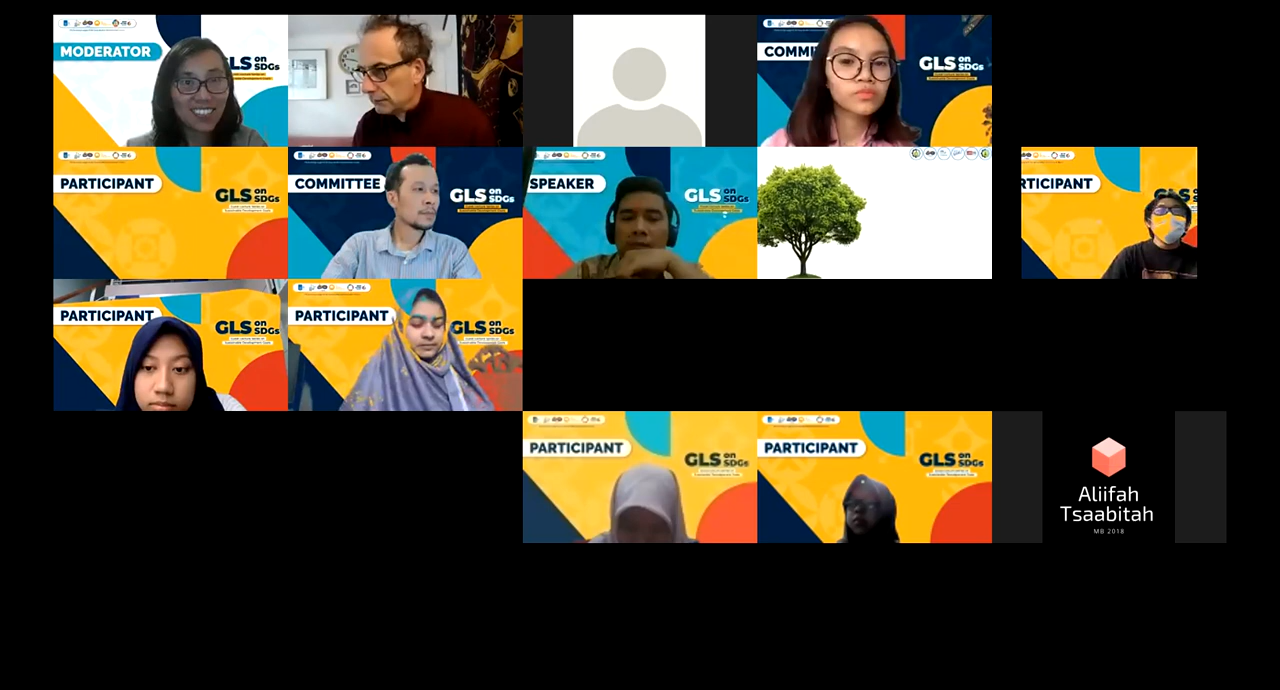 MODERATOR
GLS on
SDGs
COMMI
PARTICIPANT
GLS on
SDGs
COMMITTEE
GLS on
SDGs
SPEAKER
GLS on
SDGs
RTICIPANT
GLS
PARTICIPANT
GLS on
SDGs
PARTICIPANT
GLS on
SDGs
PARTICIPANT
GLS on
SDGs
PARTICIPANT
GLS on
SDGs
Aliifah
Tsaabitah
MB 2018